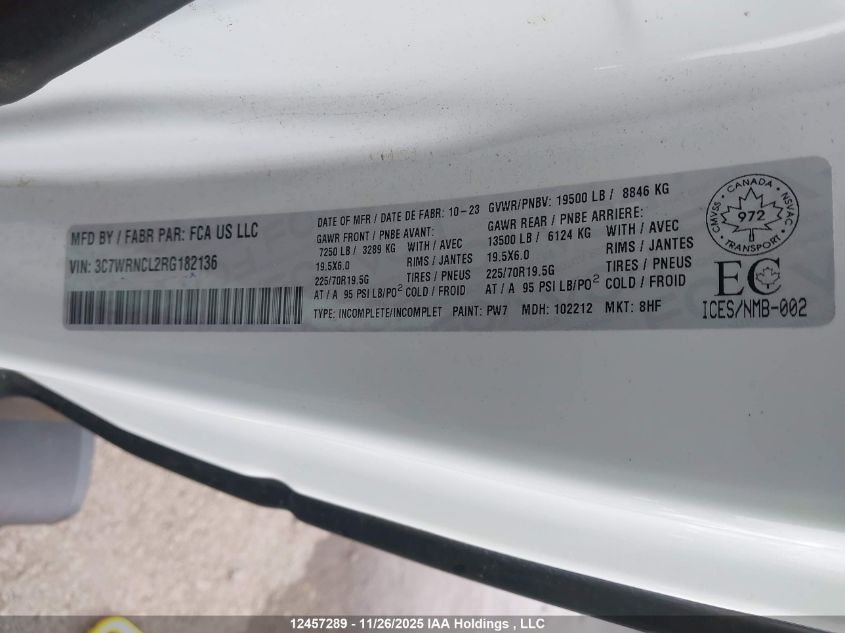 MFD BY / FABR PAR: FCA US LLC
VIN: 3C7WRNCL2RG182136
DATE OF MFR / DATE DE FABR: 10-23
GVWR/PNBV: 19500 LB / 8846 KG
GAWR FRONT / PNBE AVANT:
7250 LB / 3289 KG WITH / AVEC
19.5X6.0 RIMS / JANTES
225/70R19.5G TIRES / PNEUS
AT / A 95 PSI LB/PO² COLD / FROID
GAWR REAR / PNBE ARRIERE:
13500 LB / 6124 KG WITH / AVEC
19.5X6.0 RIMS / JANTES
225/70R19.5G TIRES / PNEUS
AT / A 95 PSI LB/PO² COLD / FROID
TYPE: INCOMPLETE/INCOMPLET PAINT: PW7 MDH: 102212 MKT: 8HF
CANADA
CMVSS 972 NSVAC
TRANSPORT
EC
ICES/NMB-002
12457289 - 11/26/2025 IAA Holdings , LLC